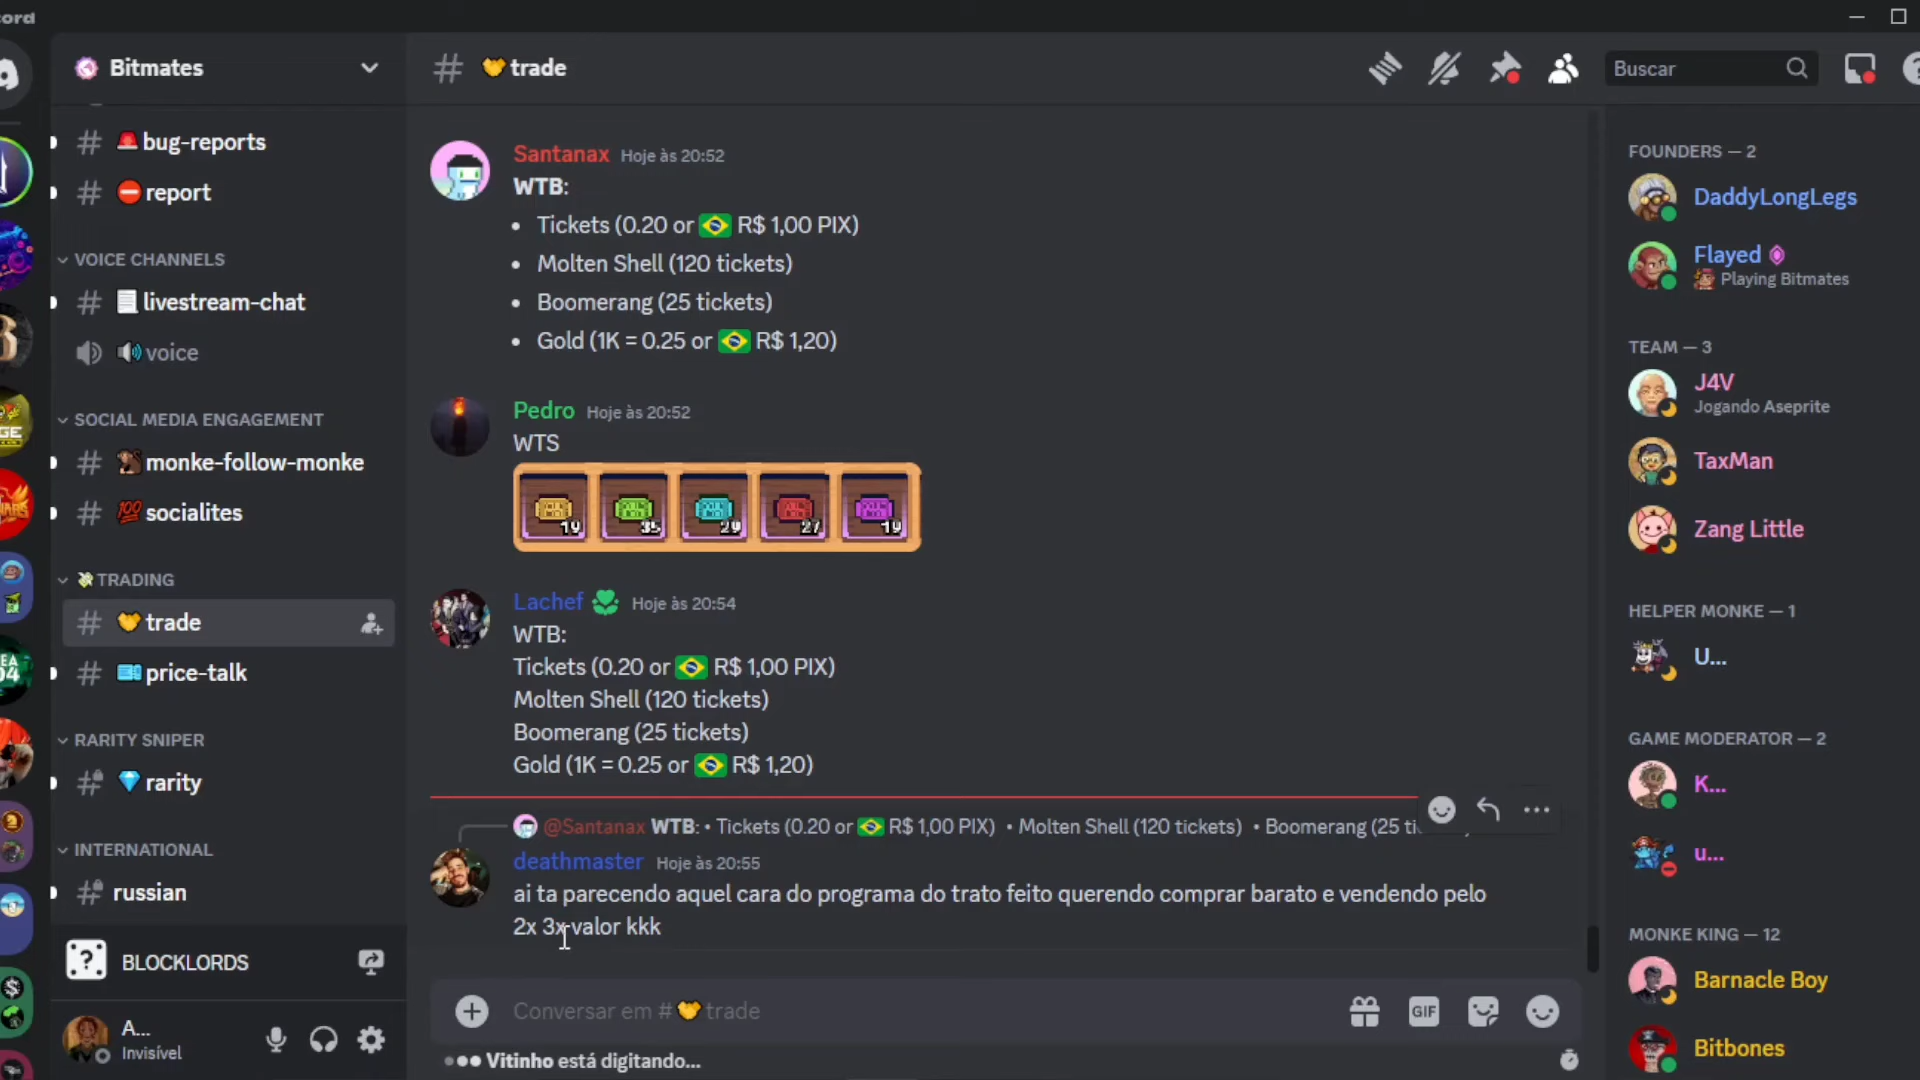 cord
Bitmates
bug-reports
report
VOICE CHANNELS
livestream-chat
voice
SOCIAL MEDIA ENGAGEMENT
monke-follow-monke
socialites
TRADING
trade
price-talk
RARITY SNIPER
rarity
INTERNATIONAL
russian
BLOCKLORDS
A...
Invisível
trade
Buscar
Santanax Hoje às 20:52
WTB:
• Tickets (0.20 or R$ 1,00 PIX)
• Molten Shell (120 tickets)
• Boomerang (25 tickets)
• Gold (1K = 0.25 or R$ 1,20)
Pedro Hoje às 20:52
WTS
19 35 29 27 19
Lachef Hoje às 20:54
WTB:
Tickets (0.20 or R$ 1,00 PIX)
Molten Shell (120 tickets)
Boomerang (25 tickets)
Gold (1K = 0.25 or R$ 1,20)
@Santanax WTB: • Tickets (0.20 or R$ 1,00 PIX) • Molten Shell (120 tickets) • Boomerang (25 ti
deathmaster Hoje às 20:55
ai ta parecendo aquel cara do programa do trato feito querendo comprar barato e vendendo pelo
2x 3x valor kkk
Conversar em # trade
GIF
Vitinho está digitando...
FOUNDERS — 2
DaddyLongLegs
Flayed
Playing Bitmates
TEAM — 3
J4V
Jogando Aseprite
TaxMan
Zang Little
HELPER MONKE — 1
U...
GAME MODERATOR — 2
K...
u...
MONKE KING — 12
Barnacle Boy
Bitbones